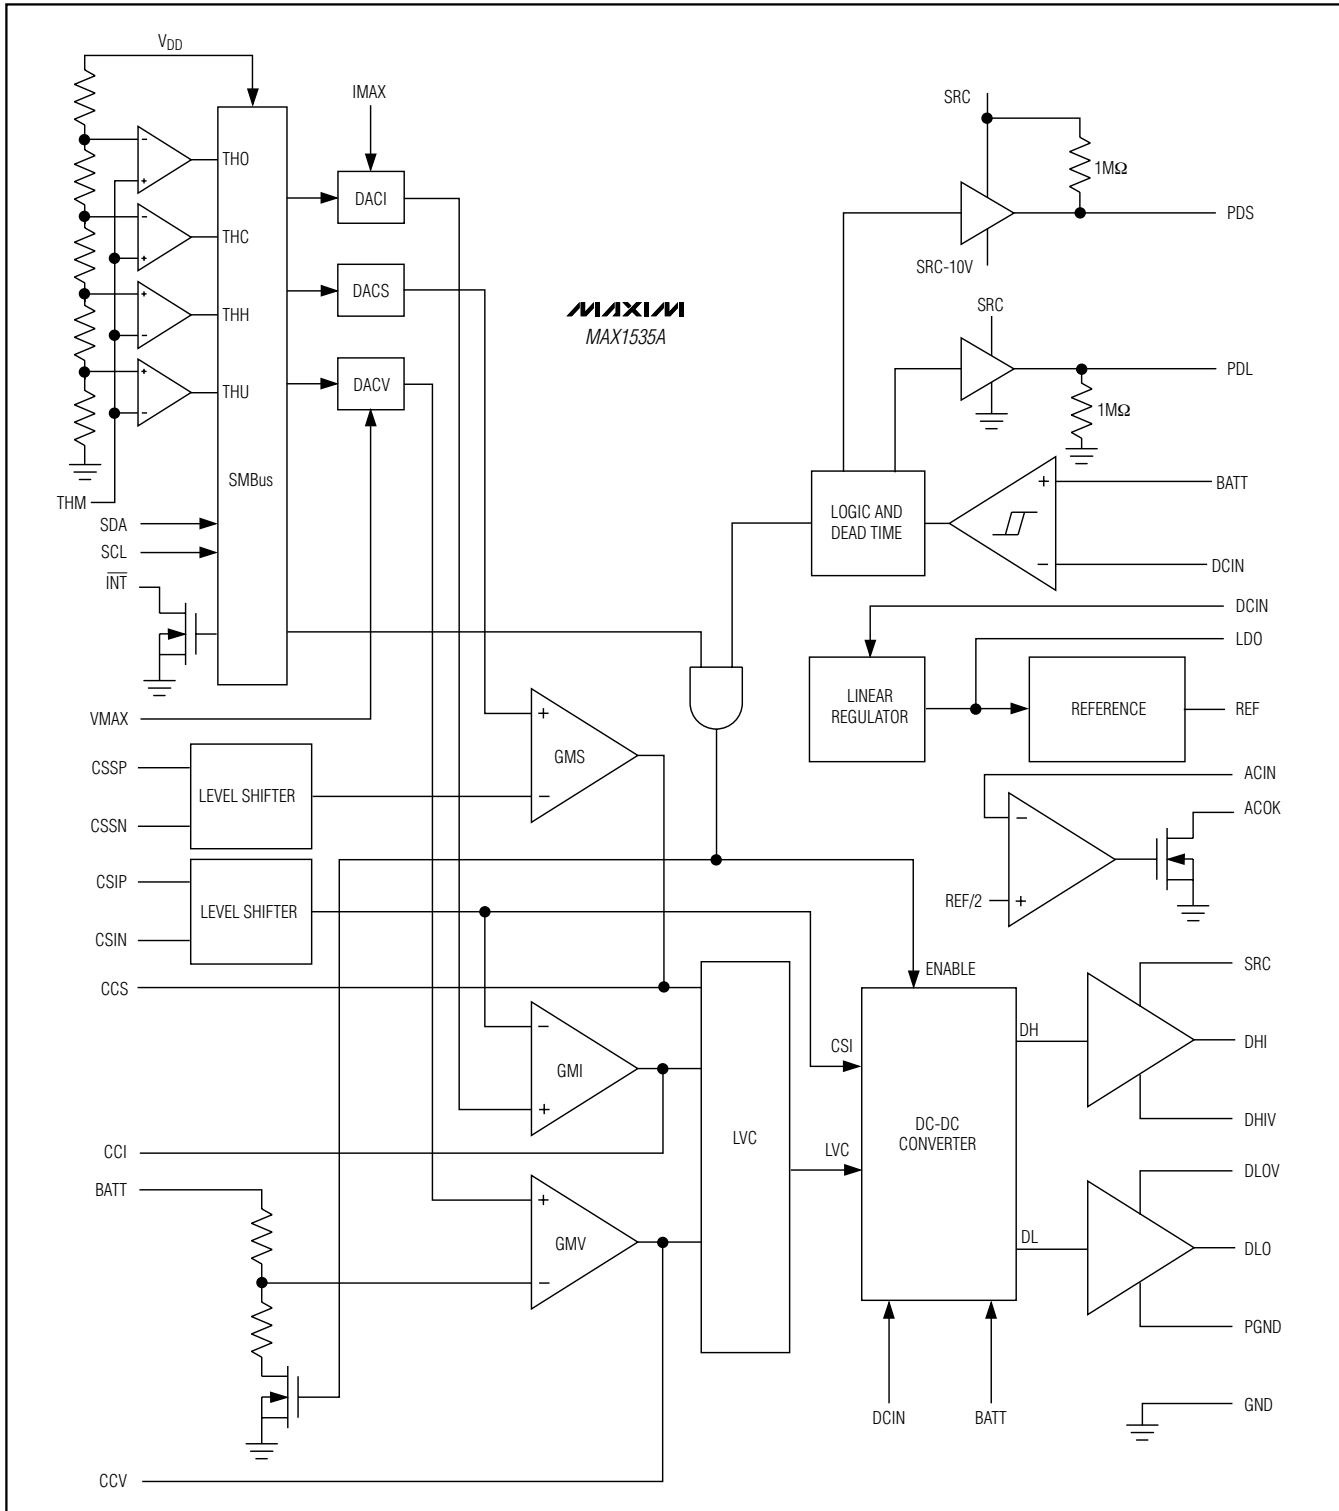 VDD
IMAX
SRC
1MΩ
THO
DACI
PDS
THC
SRC-10V
DACS
THH
MAXIM
MAX1535A
SRC
THU
DACV
PDL
1MΩ
SMBus
BATT
THM
LOGIC AND
DEAD TIME
SDA
SCL
DCIN
INT
DCIN
LDO
LINEAR
REGULATOR
REFERENCE
REF
VMAX
GMS
CSSP
LEVEL SHIFTER
CSSN
ACIN
ACOK
CSIP
LEVEL SHIFTER
CSIN
REF/2
ENABLE
SRC
CCS
DH
CSI
DHI
GMI
DC-DC
CONVERTER
DHIV
LVC
LVC
CCI
DLOV
BATT
DL
DLO
GMV
PGND
DCIN
BATT
GND
CCV